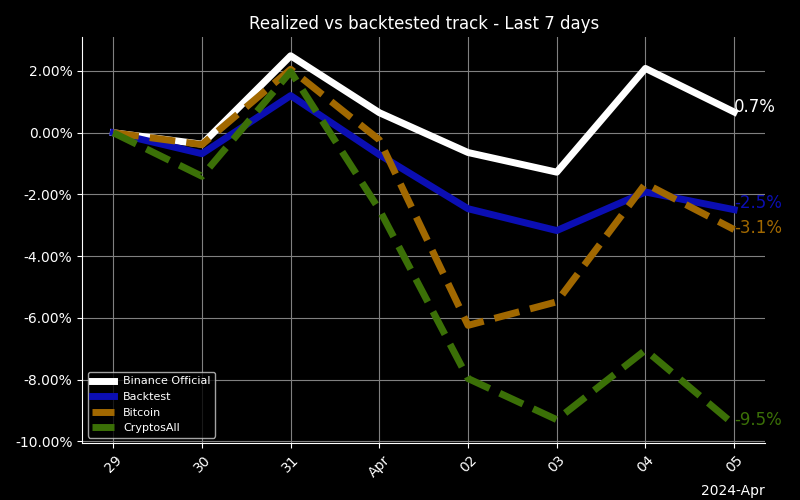 Realized vs backtested track - Last 7 days
2.00%
0.00%
-2.00%
-4.00%
-6.00%
-8.00%
-10.00%
0.7%
-2.5%
-3.1%
-9.5%
Binance Official
Backtest
Bitcoin
CryptosAll
29
30
31
Apr
02
03
04
05
2024-Apr